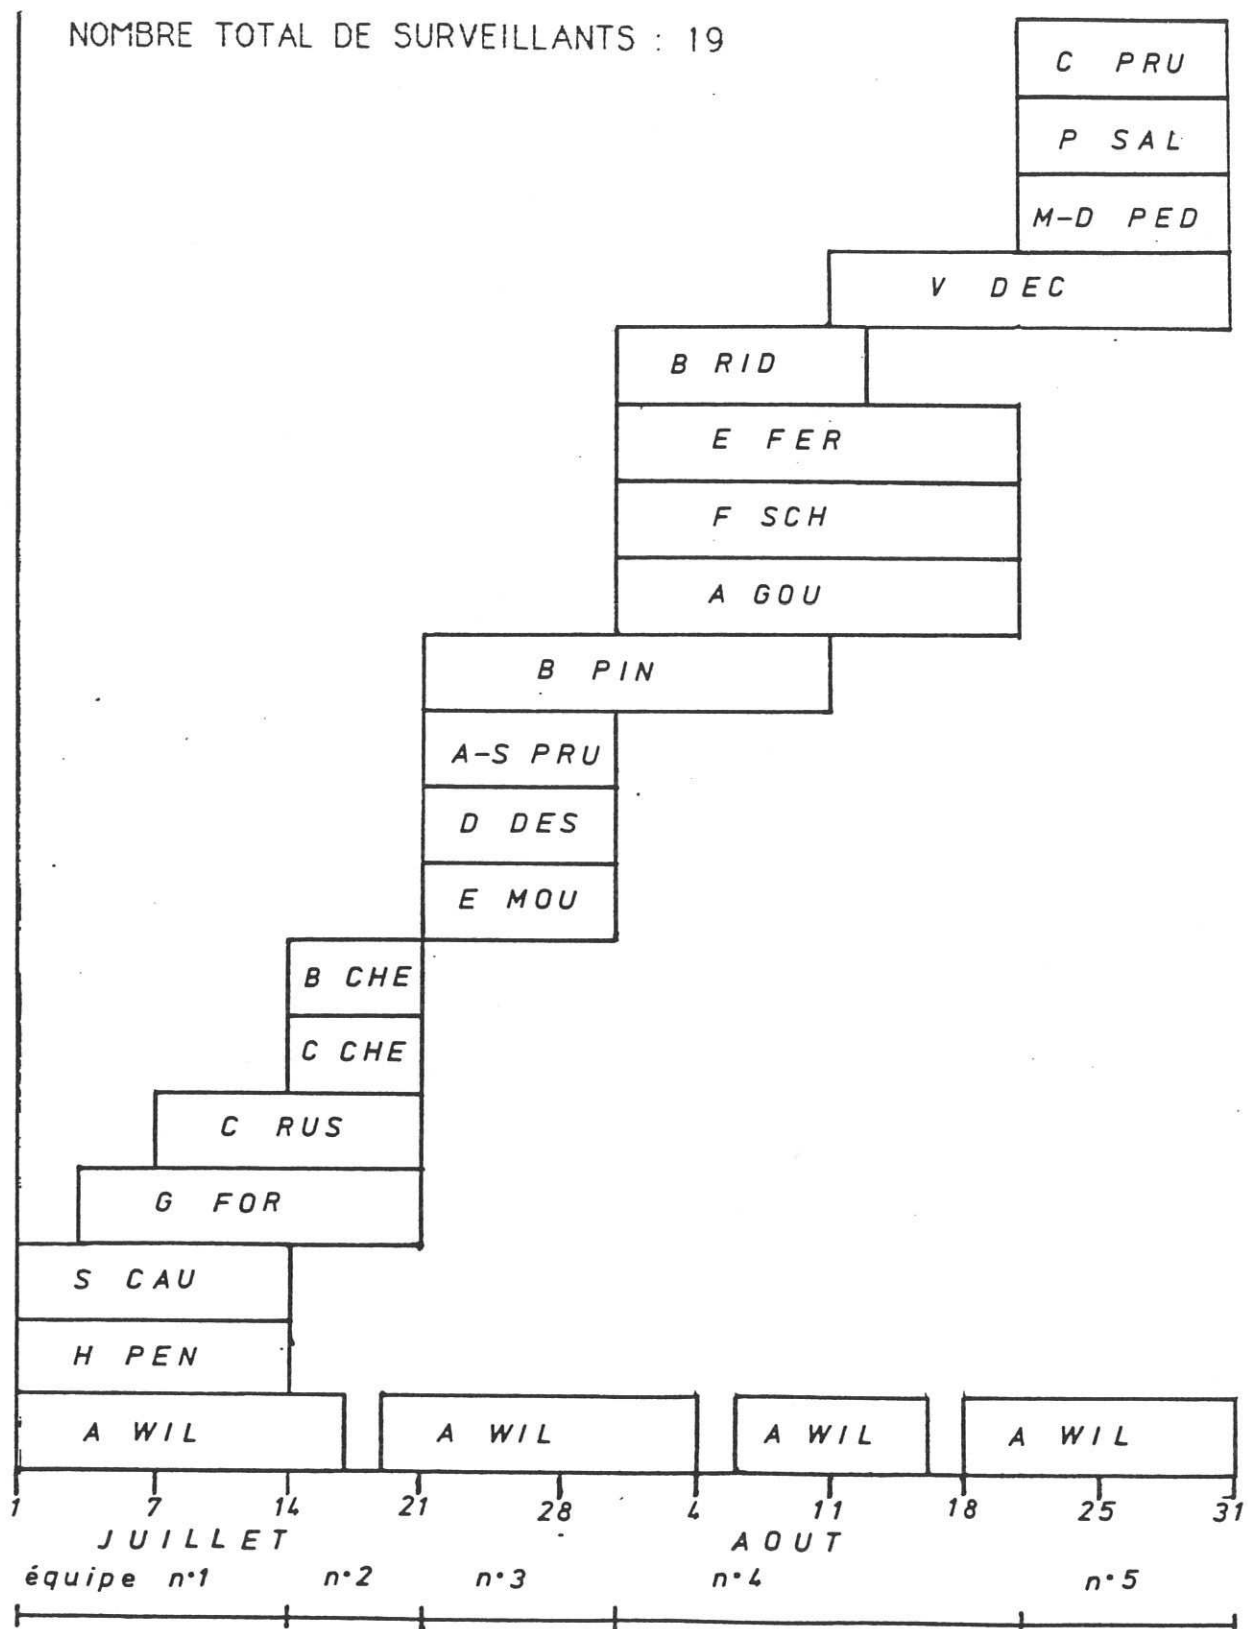 NOMBRE TOTAL DE SURVEILLANTS : 19
C PRU
P SAL
M-D PED
V DEC
B RID
E FER
F SCH
A GOU
B PIN
A-S PRU
D DES
E MOU
B CHE
C CHE
C RUS
G FOR
S CAU
H PEN
A WIL A WIL A WIL A WIL
1 7 14 21 28 4 11 18 25 31
JUILLET AOUT
équipe n°1 n°2 n°3 n°4 n°5